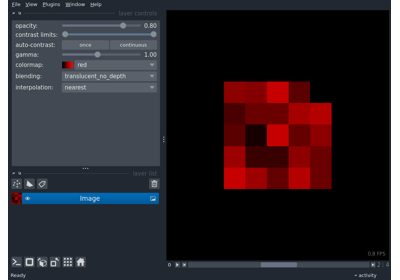 File View Plugins Window Help
layer controls
opacity: 0.80
contrast limits:
auto-contrast: once continuous
gamma: 1.00
colormap: red
blending: translucent_no_depth
interpolation: nearest
layer list
Image
0.8 FPS
0 2 4
Ready activity